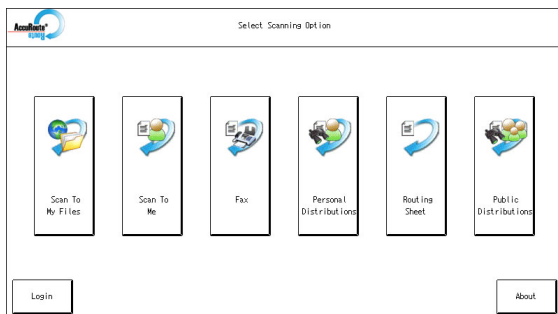 AccuRoute®
Select Scanning Option
Scan To
My Files
Scan To
Me
Fax
Personal
Distributions
Routing
Sheet
Public
Distributions
Login
About